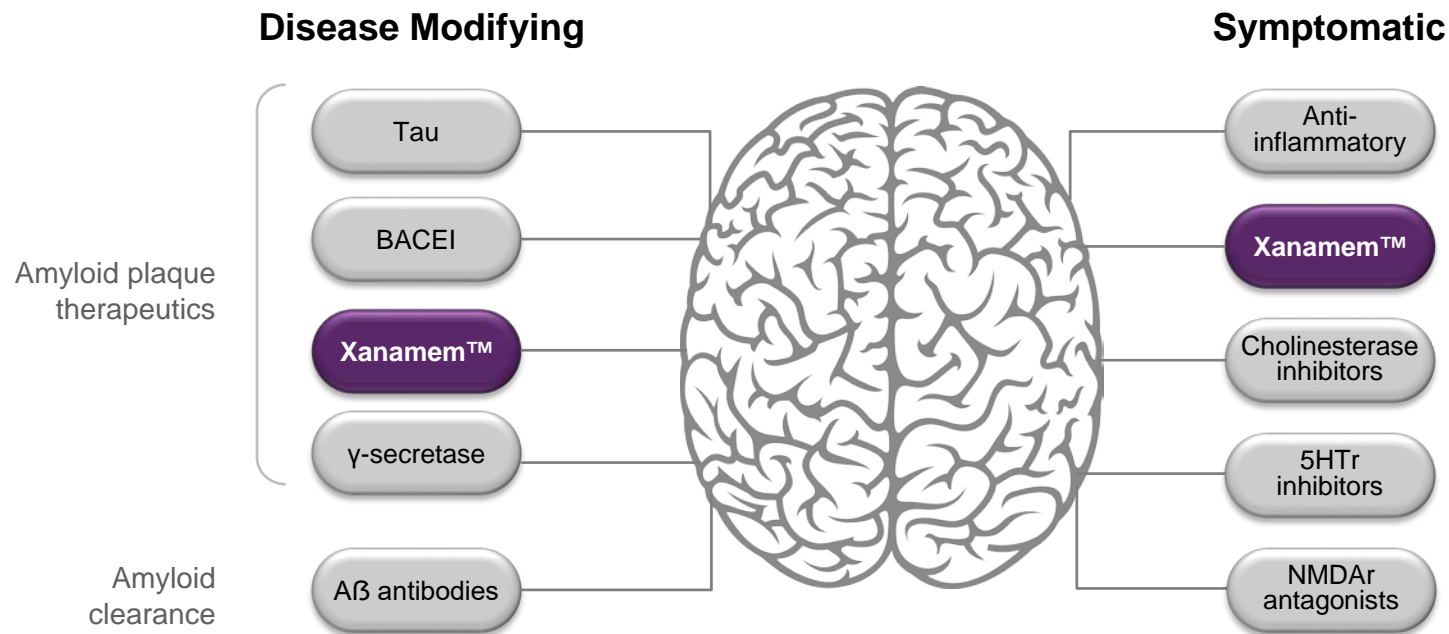 Disease Modifying
Symptomatic
Amyloid plaque
therapeutics
Tau
BACEI
Xanamem™
γ-secretase
Amyloid
clearance
Aß antibodies
Anti-
inflammatory
Xanamem™
Cholinesterase
inhibitors
5HTr
inhibitors
NMDAr
antagonists